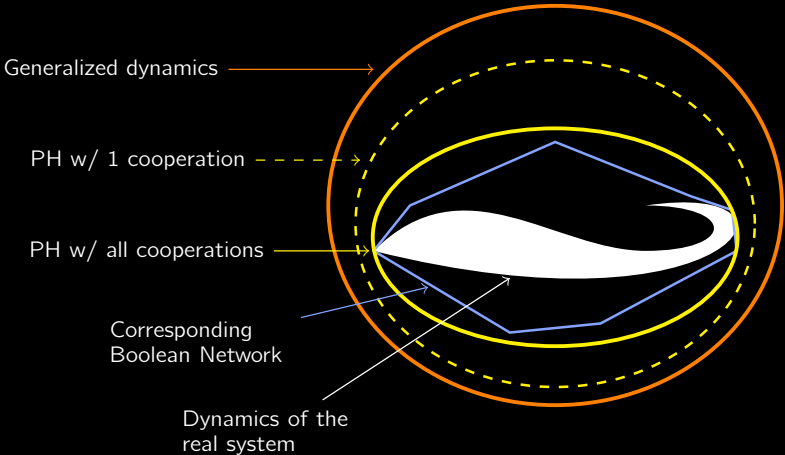 Generalized dynamics
PH w/ 1 cooperation
PH w/ all cooperations
Corresponding
Boolean Network
Dynamics of the
real system